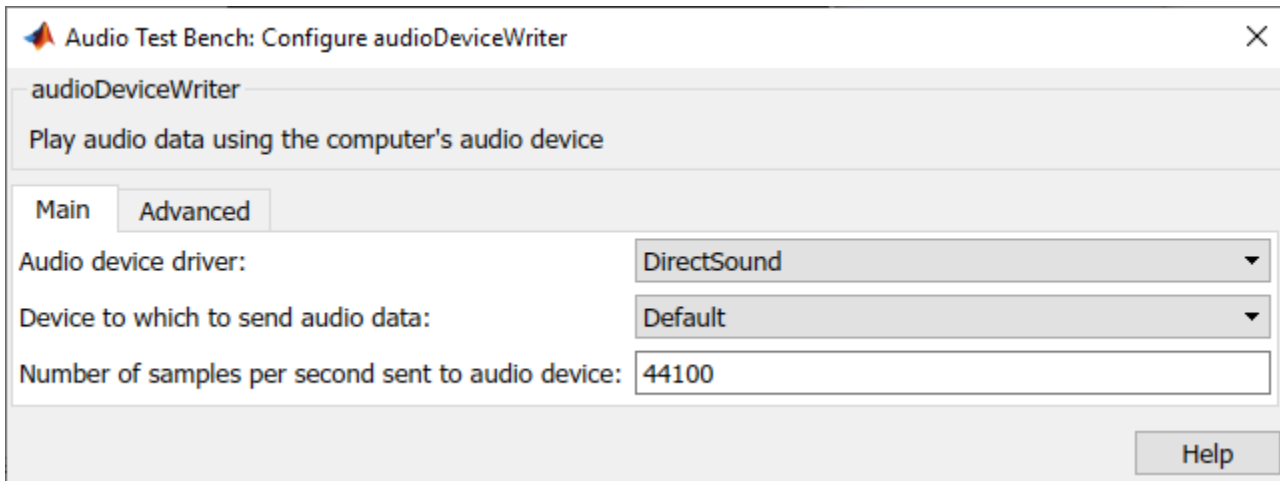 Audio Test Bench: Configure audioDeviceWriter
audioDeviceWriter
Play audio data using the computer's audio device
Main Advanced
Audio device driver: DirectSound
Device to which to send audio data: Default
Number of samples per second sent to audio device: 44100
Help